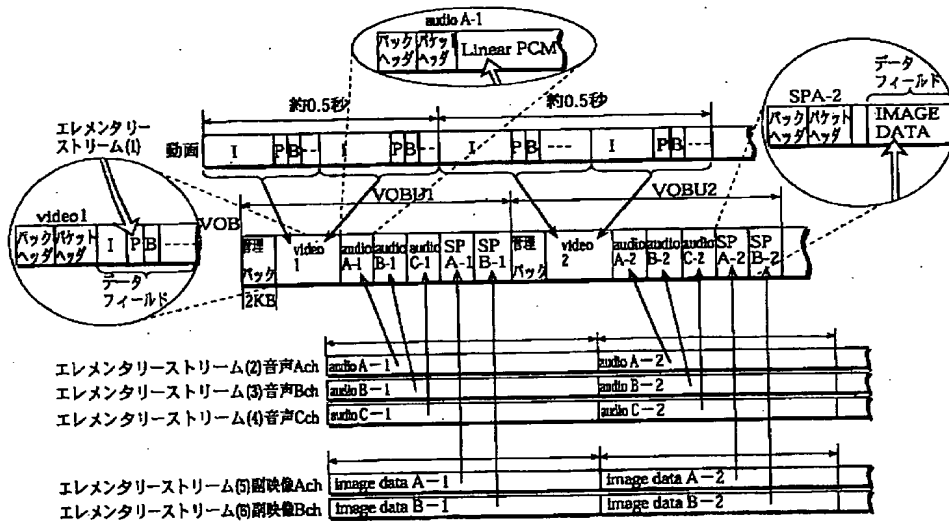 audio A-1
パック ヘッダ パケット ヘッダ Linear PCM
データ フィールド
SPA-2
パック ヘッダ パケット ヘッダ IMAGE DATA
約0.5秒 約0.5秒
エレメンタリー ストリーム(1)
動画 I P B --- I P B --- I P B ---- I P B ----
video1
パック ヘッダ パケット ヘッダ I P B ----
データ フィールド
VOB
VOBU1 VOBU2
管理 パック video 1 audio A-1 audio B-1 audio C-1 SP A-1 SP B-1 管理 パック video 2 audio A-2 audio B-2 audio C-2 SP A-2 SP B-2
2KB
エレメンタリーストリーム(2)音声Ach audio A-1 audio A-2
エレメンタリーストリーム(3)音声Bch audio B-1 audio B-2
エレメンタリーストリーム(4)音声Cch audio C-1 audio C-2
エレメンタリーストリーム(5)副映像Ach image data A-1 image data A-2
エレメンタリーストリーム(6)副映像Bch image data B-1 image data B-2